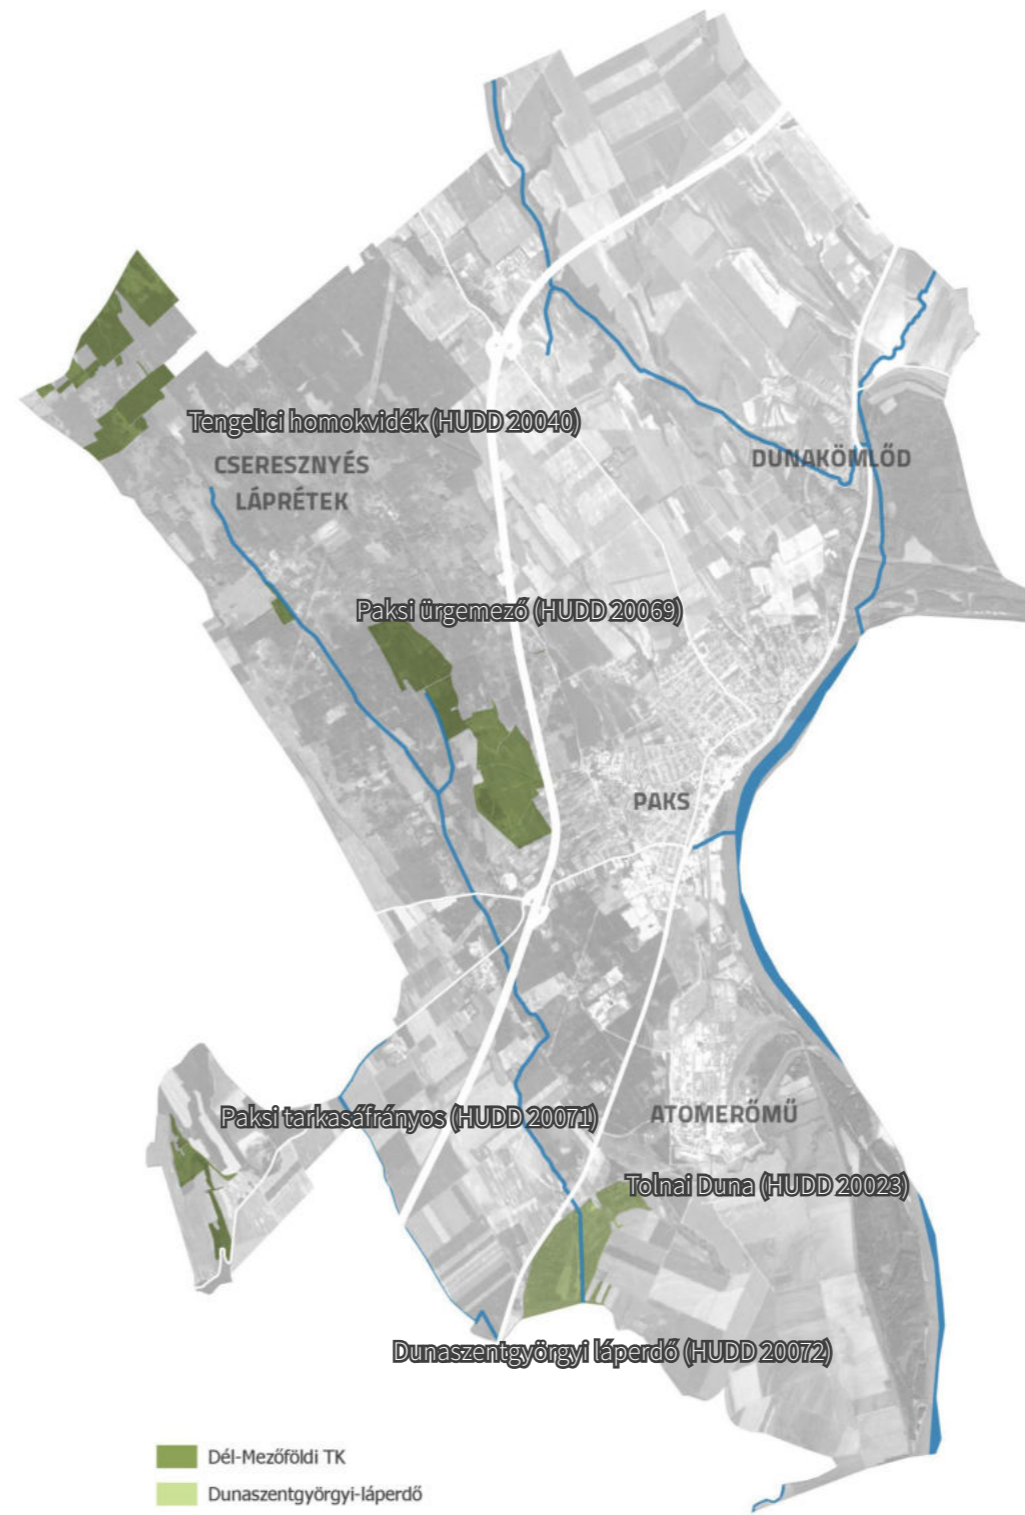 Tengelici homokvidék (HUDD 20040)
CSERESZNYÉS
LÁPRÉTEK
DUNAKÖMLŐD
Paksi ürgemező (HUDD 20069)
PAKS
Paksi tarkasáfrányos (HUDD 20071)
ATOMERŐMŰ
Tolnai Duna (HUDD 20023)
Dunaszentgyörgyi láperdő (HUDD 20072)
Dél-Mezőföldi TK
Dunaszentgyörgyi-láperdő